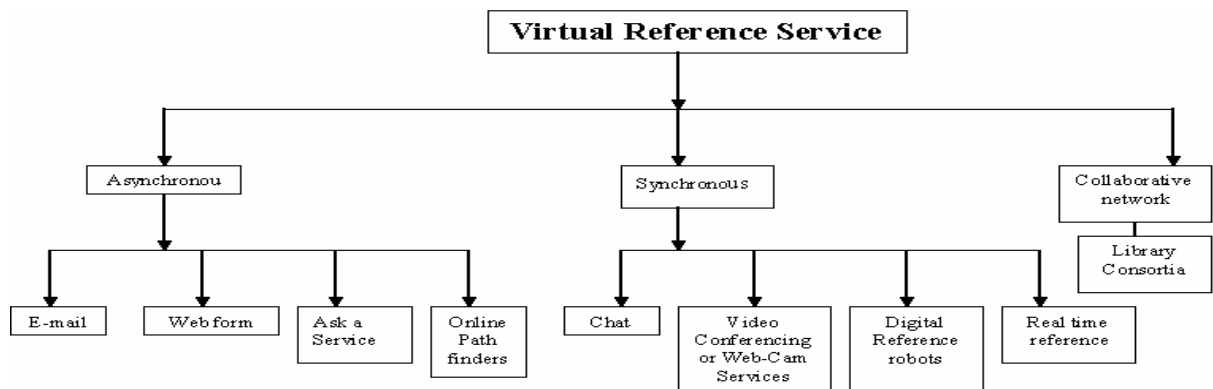 Virtual Reference Service
Asynchronou
Synchronous
Collaborative
network
Library
Consortia
E-mail
Web form
Ask a
Service
Online
Path
finders
Chat
Video
Conferencing
or Web-Cam
Services
Digital
Reference
robots
Real time
reference